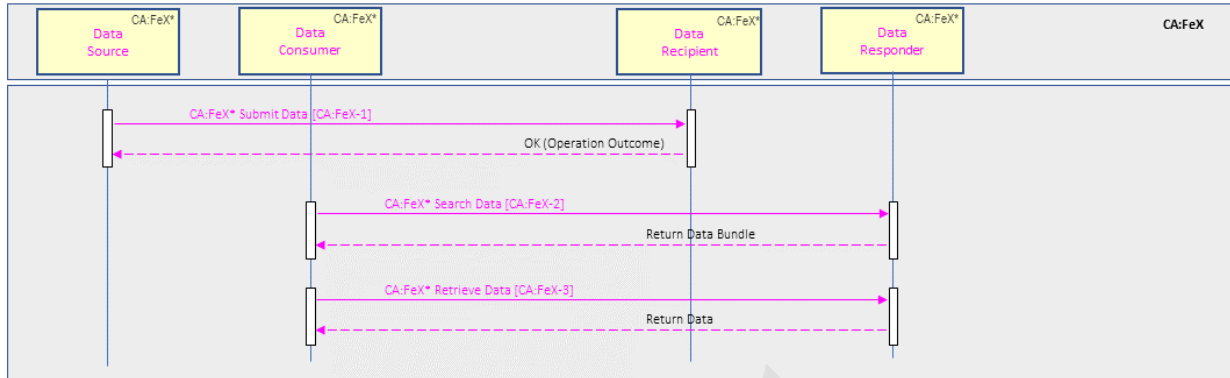 CA:FeX*
Data
Source
CA:FeX*
Data
Consumer
CA:FeX*
Data
Recipient
CA:FeX*
Data
Responder
CA:FeX
CA:FeX* Submit Data [CA:FeX-1]
OK (Operation Outcome)
CA:FeX* Search Data [CA:FeX-2]
Return Data Bundle
CA:FeX* Retrieve Data [CA:FeX-3]
Return Data